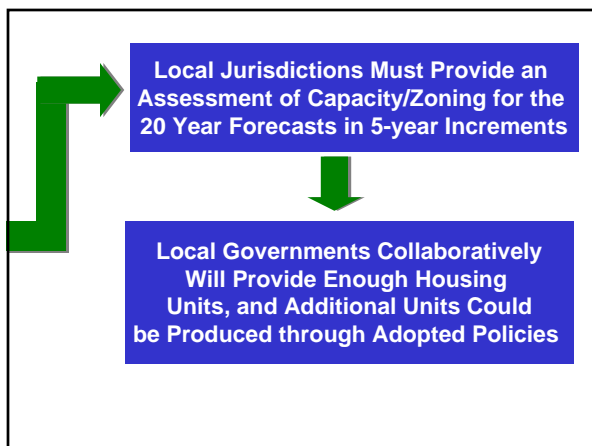 Local Jurisdictions Must Provide an
Assessment of Capacity/Zoning for the
20 Year Forecasts in 5-year Increments
Local Governments Collaboratively
Will Provide Enough Housing
Units, and Additional Units Could
be Produced through Adopted Policies